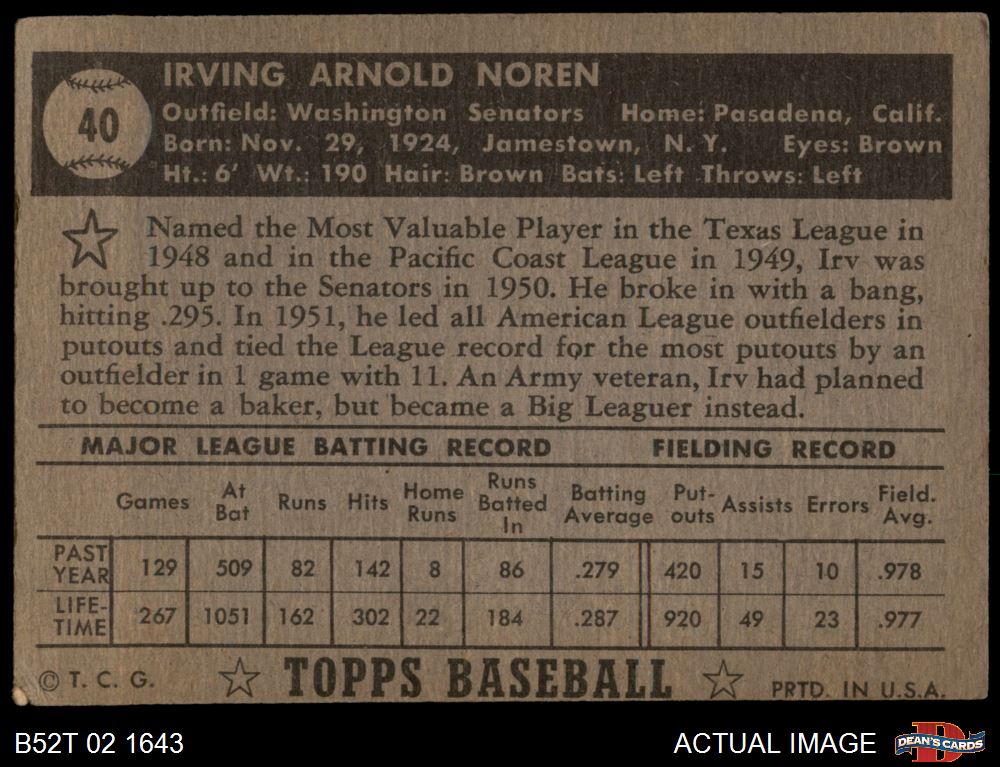 40
IRVING ARNOLD NOREN
Outfield: Washington Senators Home: Pasadena, Calif.
Born: Nov. 29, 1924, Jamestown, N. Y. Eyes: Brown
Ht.: 6' Wt.: 190 Hair: Brown Bats: Left Throws: Left
Named the Most Valuable Player in the Texas League in
1948 and in the Pacific Coast League in 1949, Irv was
brought up to the Senators in 1950. He broke in with a bang,
hitting .295. In 1951, he led all American League outfielders in
putouts and tied the League record for the most putouts by an
outfielder in 1 game with 11. An Army veteran, Irv had planned
to become a baker, but became a Big Leaguer instead.
MAJOR LEAGUE BATTING RECORD FIELDING RECORD
Games At Bat Runs Hits Home Runs Runs Batted In Batting Average Put-outs Assists Errors Field. Avg.
PAST YEAR 129 509 82 142 8 86 .279 420 15 10 .978
LIFE-TIME 267 1051 162 302 22 184 .287 920 49 23 .977
© T. C. G. TOPPS BASEBALL PRTD. IN U.S.A.
B52T 02 1643 ACTUAL IMAGE DEAN'S CARDS